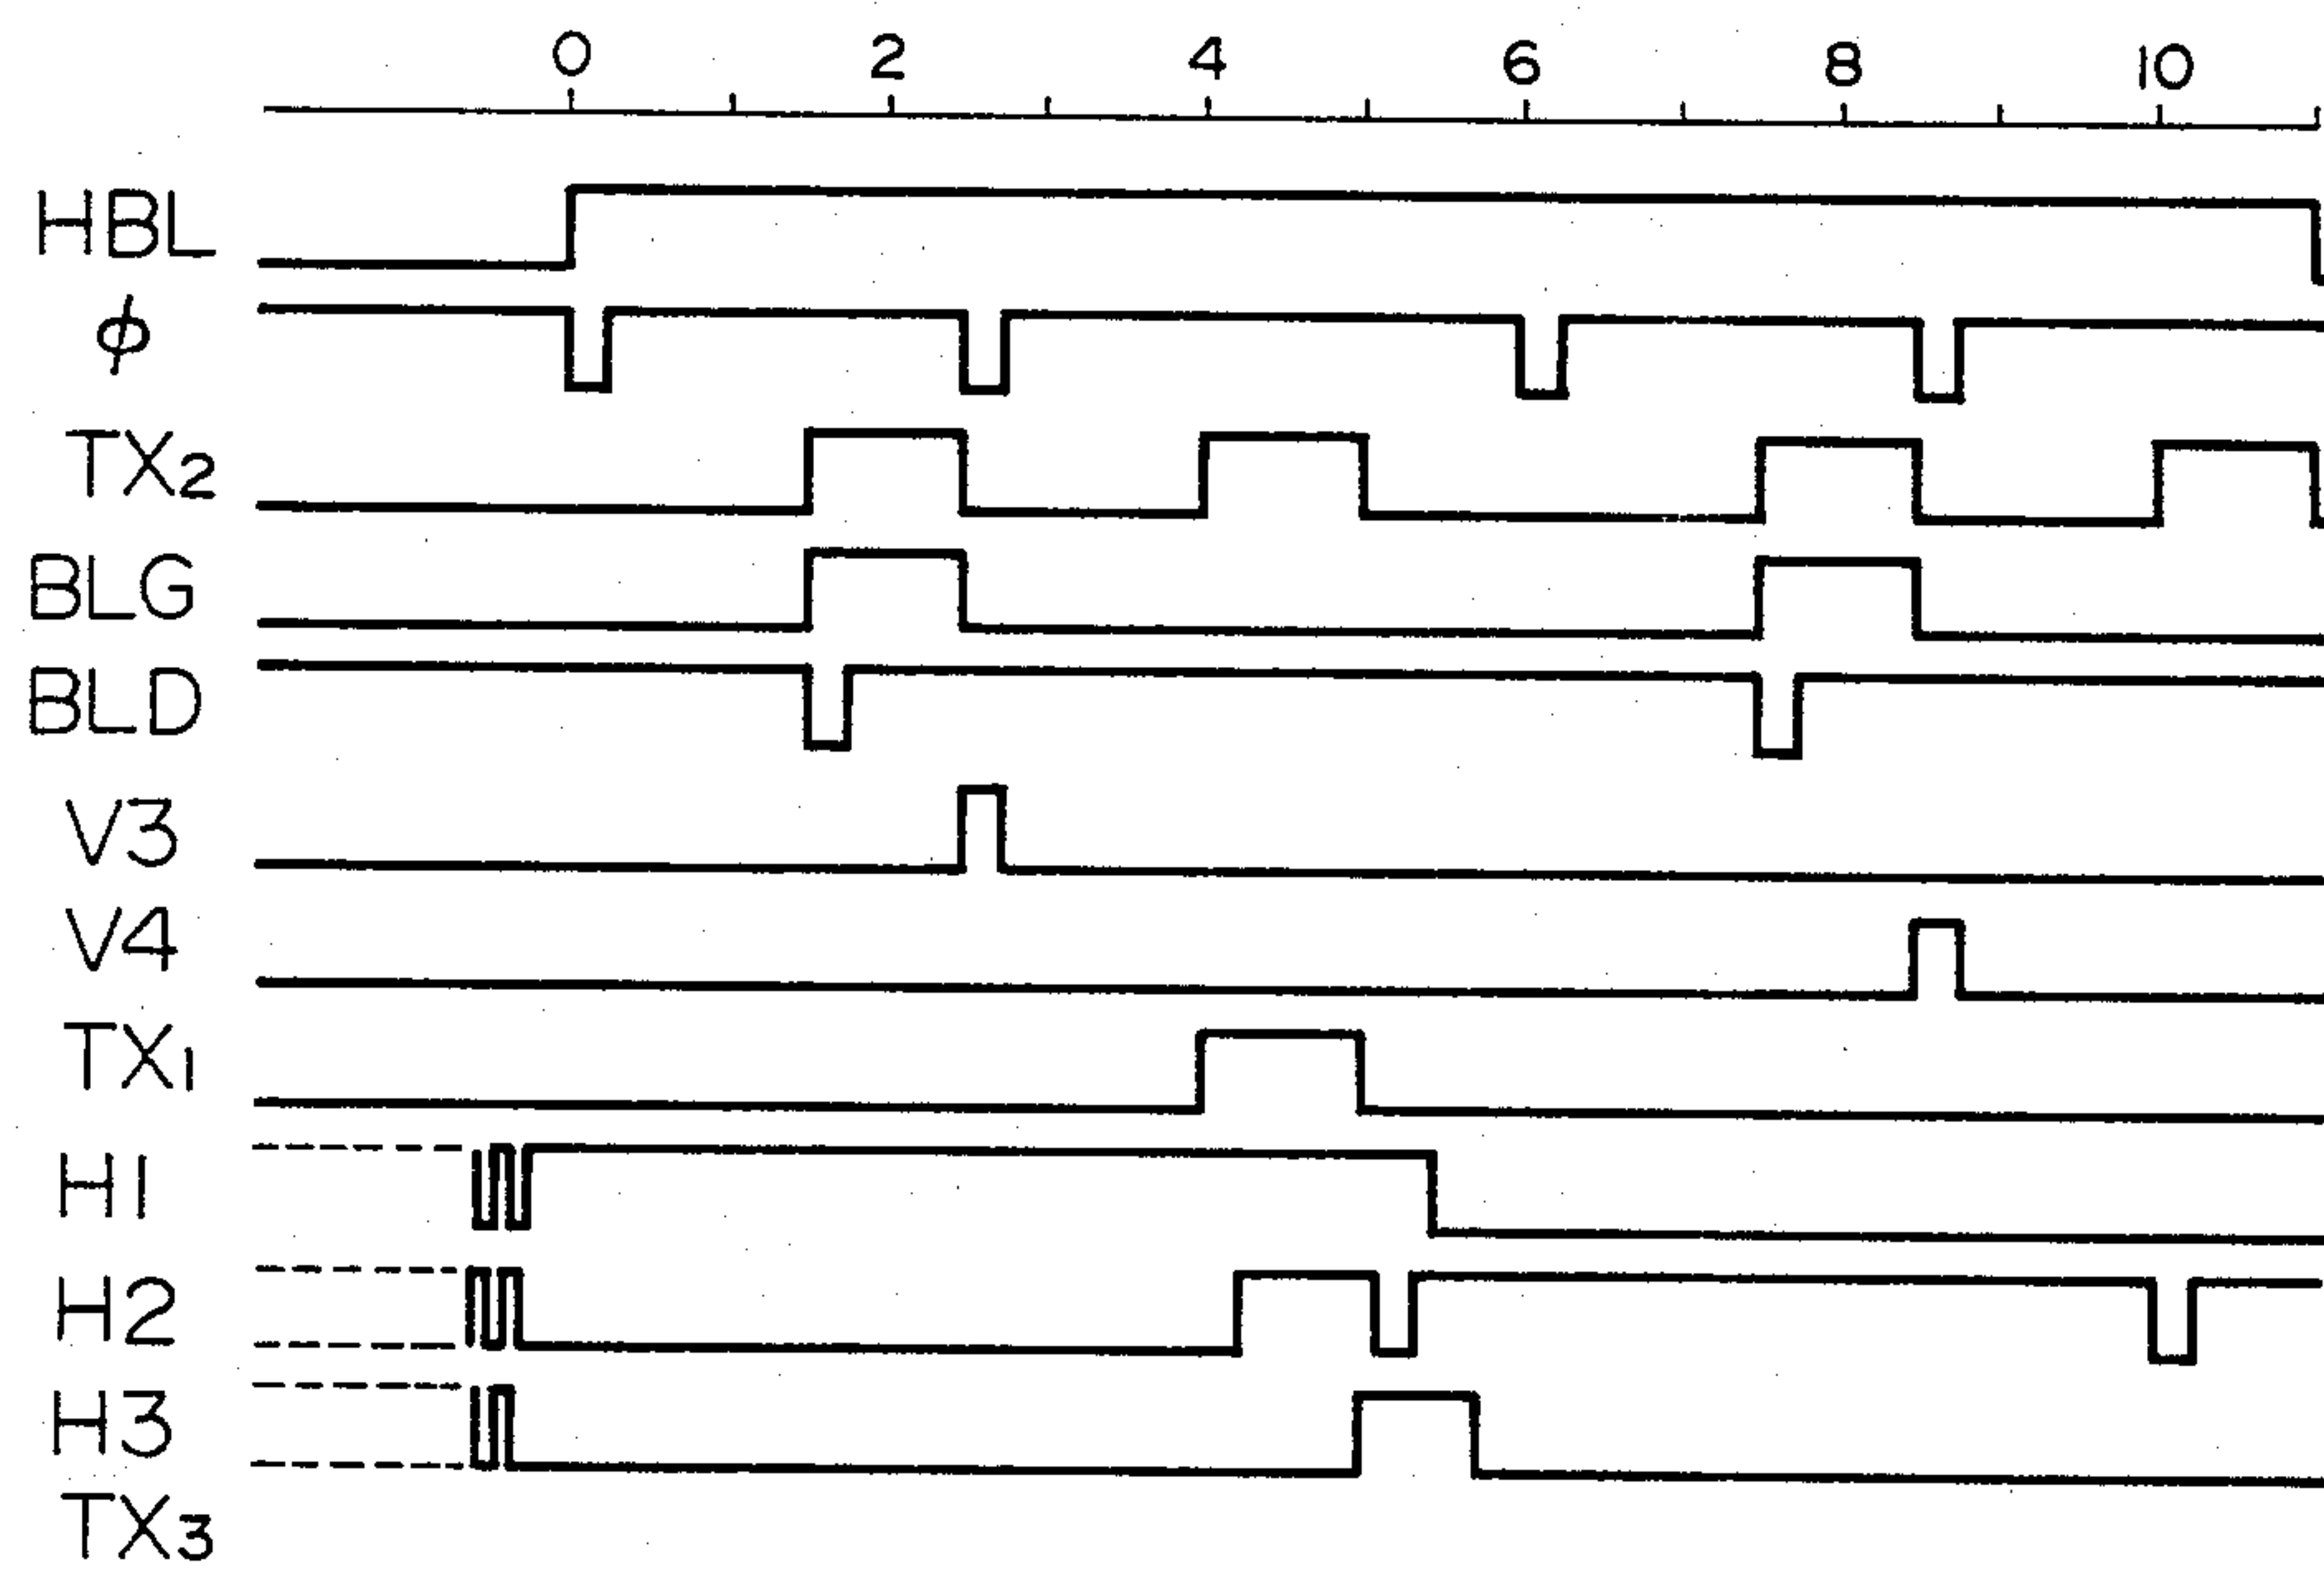 0 2 4 6 8 10
HBL
ϕ
TX2
BLG
BLD
V3
V4
TX1
H1
H2
H3
TX3